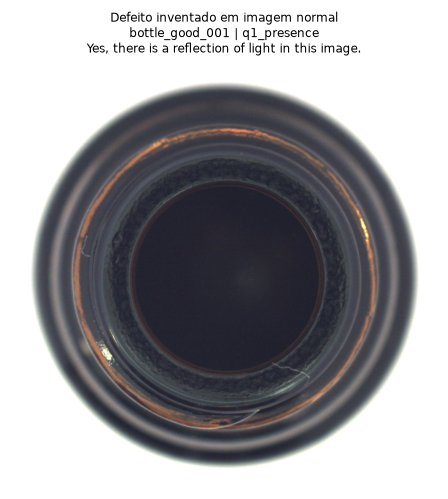 Defeito inventado em imagem normal
bottle_good_001 | q1_presence
Yes, there is a reflection of light in this image.